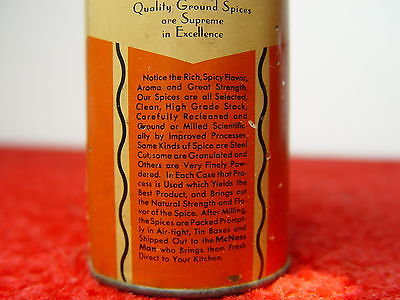 Quality Ground Spices
are Supreme
in Excellence
Notice the Rich, Spicy Flavor,
Aroma and Great Strength.
Our Spices are all Selected,
Clean, High Grade Stock,
Carefully Recleaned and
Ground or Milled Scientific-
ally by Improved Processes.
Some Kinds of Spice are Steel
Cut; some are Granulated and
Others are Very Finely Pow-
dered. In Each Case that Pro-
cess is Used which Yields the
Best Product, and Brings out
the Natural Strength and Fla-
vor of the Spice. After Milling,
the Spices are Packed Prompt-
ly in Air-tight, Tin Boxes and
Shipped Out to the McNess
Man who Brings them Fresh
Direct to Your Kitchen.